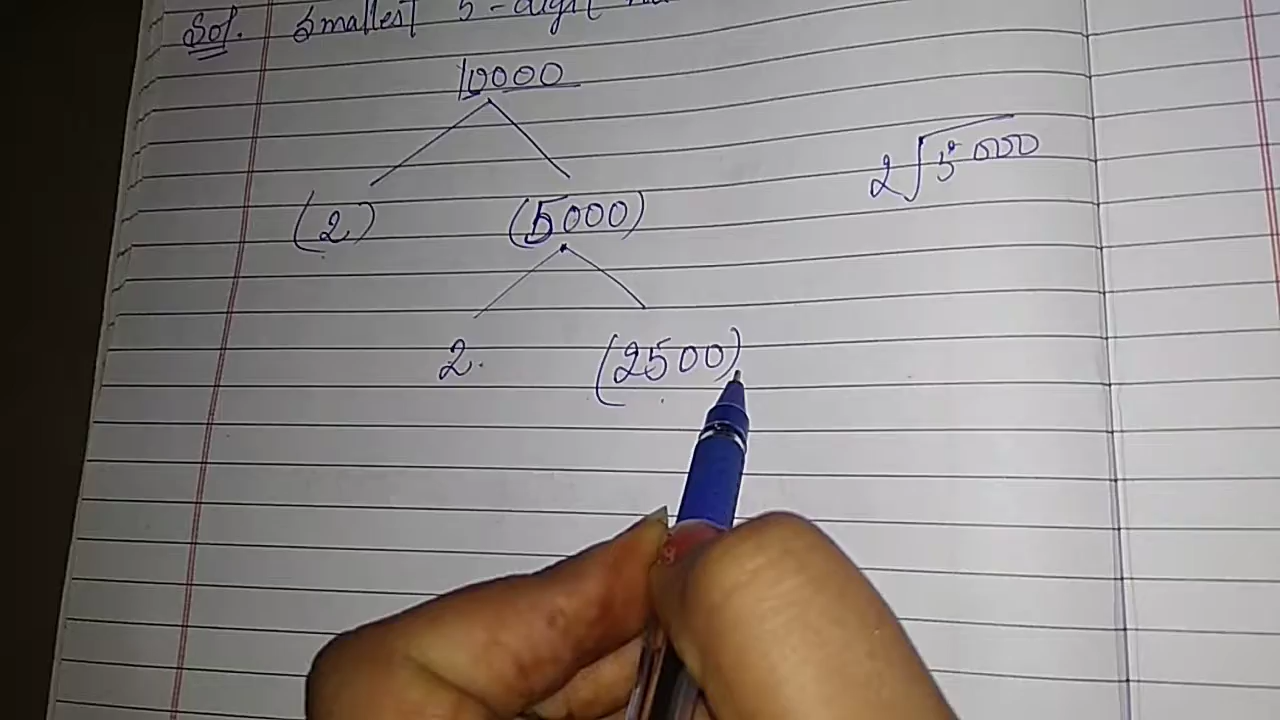 Sol. Smallest 5-digit
10000
2 5000
(2) (5000)
2. (2500)